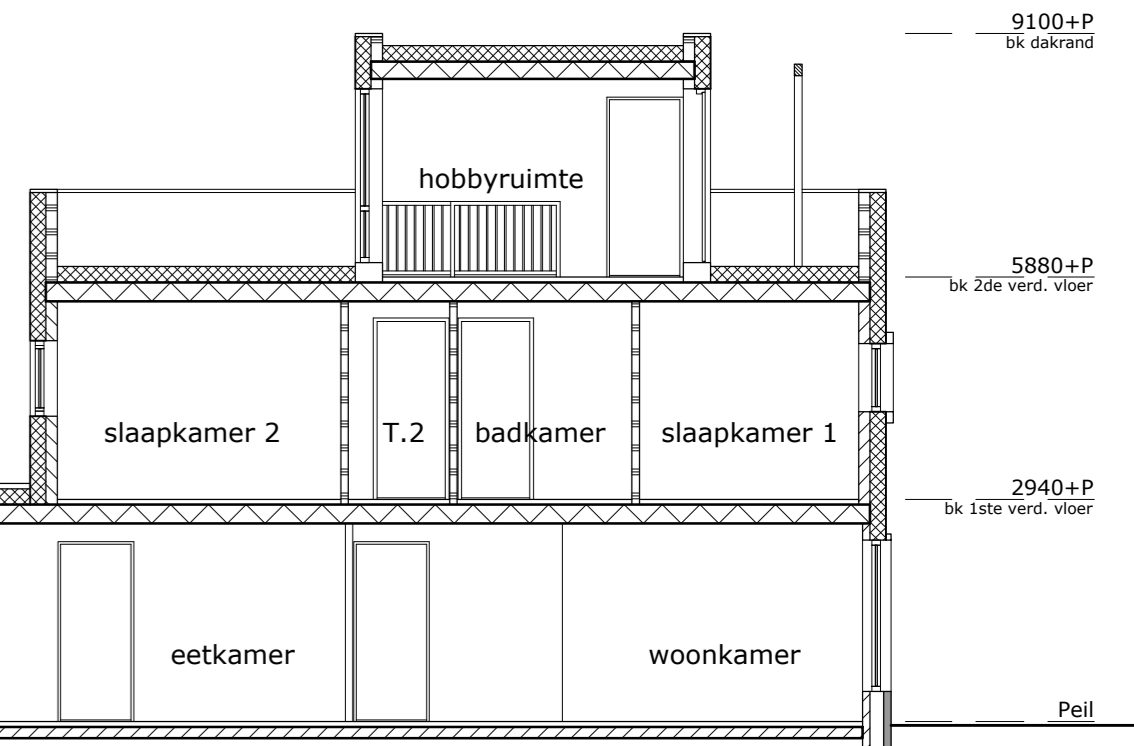 9100+P
bk dakrand
hobbyruimte
5880+P
bk 2de verd. vloer
slaapkamer 2
T.2
badkamer
slaapkamer 1
2940+P
bk 1ste verd. vloer
eetkamer
woonkamer
Peil